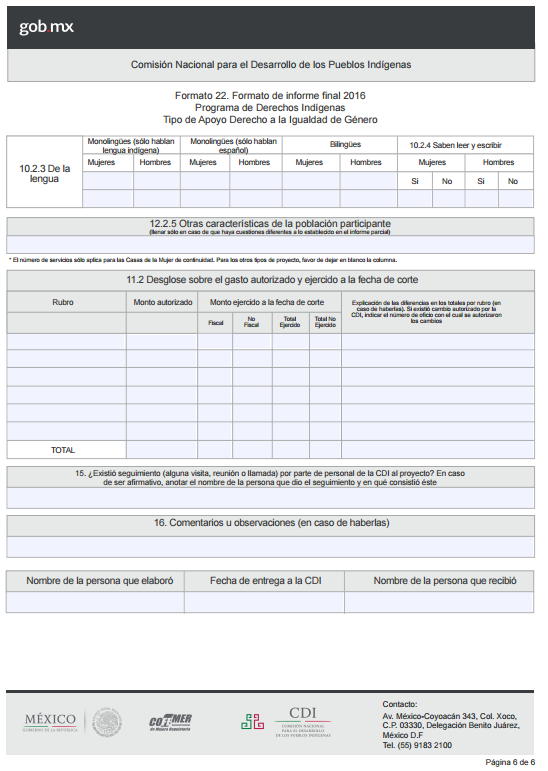 gob.mx
Comisión Nacional para el Desarrollo de los Pueblos Indígenas
Formato 22. Formato de informe final 2016
Programa de Derechos Indígenas
Tipo de Apoyo Derecho a la Igualdad de Género
10.2.3 De la
lengua
Monolingües (sólo hablan
lengua indígena)
Monolingües (sólo hablan
español)
Bilingües
10.2.4 Saben leer y escribir
Mujeres Hombres Mujeres Hombres Mujeres Hombres Mujeres Hombres
Si No Si No
12.2.5 Otras características de la población participante
(llenar sólo en caso de que haya cuestiones diferentes a lo establecido en el informe parcial)
* El número de servicios sólo aplica para las Casas de la Mujer de continuidad. Para los otros tipos de proyecto, favor de dejar en blanco la columna.
11.2 Desglose sobre el gasto autorizado y ejercido a la fecha de corte
Rubro
Monto autorizado
Monto ejercido a la fecha de corte
Fiscal
No
Fiscal
Total
Ejercido
Total No
Ejercido
Explicación de las diferencias en los totales por rubro (en
caso de haberlas). Si existió cambio autorizado por la
CDI, indicar el número de oficio con el cual se autorizaron
los cambios
TOTAL
15. ¿Existió seguimiento (alguna visita, reunión o llamada) por parte de personal de la CDI al proyecto? En caso
de ser afirmativo, anotar el nombre de la persona que dio el seguimiento y en qué consistió éste
16. Comentarios u observaciones (en caso de haberlas)
Nombre de la persona que elaboró
Fecha de entrega a la CDI
Nombre de la persona que recibió
MÉXICO
GOBIERNO DE LA REPÚBLICA
COFEMER
de Mejora Regulatoria
CDI
COMISIÓN NACIONAL
PARA EL DESARROLLO
DE LOS PUEBLOS INDÍGENAS
Contacto:
Av. México-Coyoacán 343, Col. Xoco,
C.P. 03330, Delegación Benito Juárez,
México D.F
Tel. (55) 9183 2100
Página 6 de 6